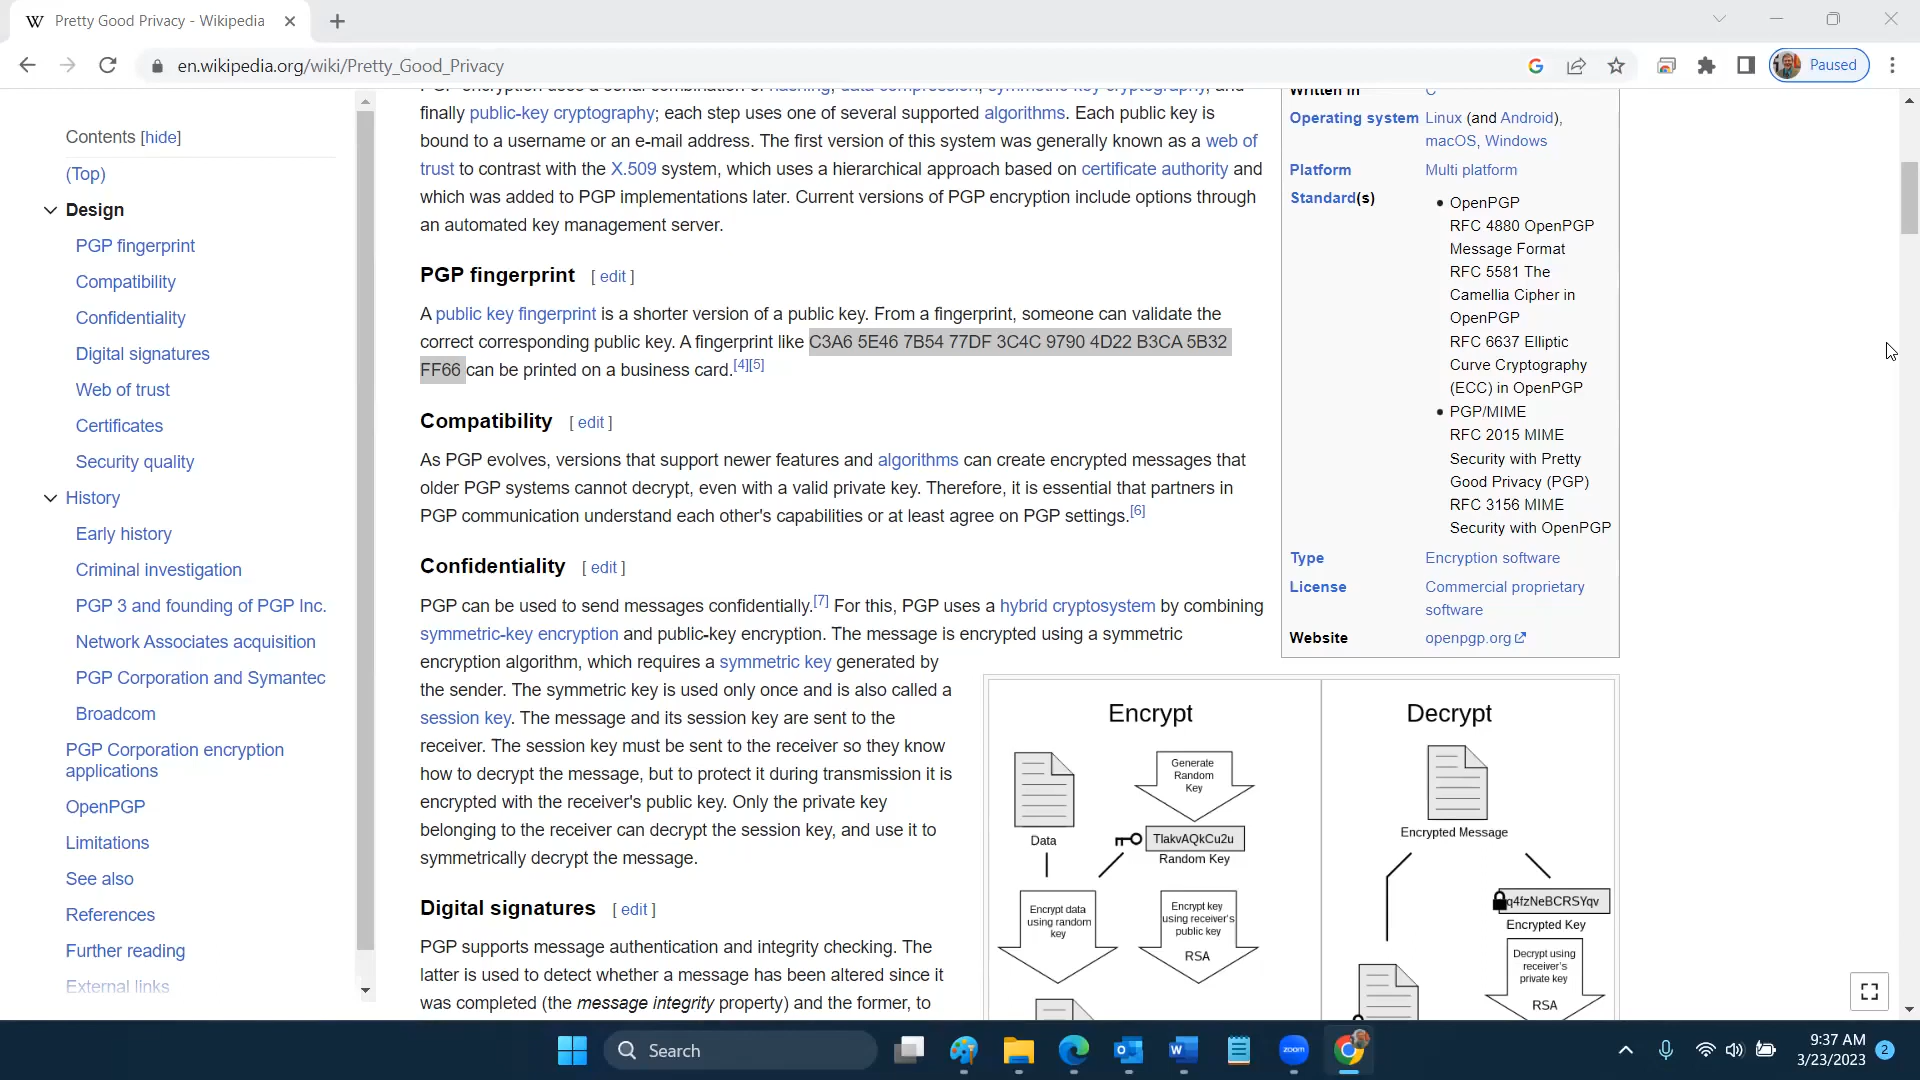 Pretty Good Privacy - Wikipedia
en.wikipedia.org/wiki/Pretty_Good_Privacy
Paused
Contents [hide]
(Top)
Design
PGP fingerprint
Compatibility
Confidentiality
Digital signatures
Web of trust
Certificates
Security quality
History
Early history
Criminal investigation
PGP 3 and founding of PGP Inc.
Network Associates acquisition
PGP Corporation and Symantec
Broadcom
PGP Corporation encryption
applications
OpenPGP
Limitations
See also
References
Further reading
External links
PGP encryption uses a serial combination of hashing, data compression, symmetric-key cryptography, and
finally public-key cryptography; each step uses one of several supported algorithms. Each public key is
bound to a username or an e-mail address. The first version of this system was generally known as a web of
trust to contrast with the X.509 system, which uses a hierarchical approach based on certificate authority and
which was added to PGP implementations later. Current versions of PGP encryption include options through
an automated key management server.
PGP fingerprint [ edit ]
A public key fingerprint is a shorter version of a public key. From a fingerprint, someone can validate the
correct corresponding public key. A fingerprint like C3A6 5E46 7B54 77DF 3C4C 9790 4D22 B3CA 5B32
FF66 can be printed on a business card.[4][5]
Compatibility [ edit ]
As PGP evolves, versions that support newer features and algorithms can create encrypted messages that
older PGP systems cannot decrypt, even with a valid private key. Therefore, it is essential that partners in
PGP communication understand each other's capabilities or at least agree on PGP settings.[6]
Confidentiality [ edit ]
PGP can be used to send messages confidentially.[7] For this, PGP uses a hybrid cryptosystem by combining
symmetric-key encryption and public-key encryption. The message is encrypted using a symmetric
encryption algorithm, which requires a symmetric key generated by
the sender. The symmetric key is used only once and is also called a
session key. The message and its session key are sent to the
receiver. The session key must be sent to the receiver so they know
how to decrypt the message, but to protect it during transmission it is
encrypted with the receiver's public key. Only the private key
belonging to the receiver can decrypt the session key, and use it to
symmetrically decrypt the message.
Digital signatures [ edit ]
PGP supports message authentication and integrity checking. The
latter is used to detect whether a message has been altered since it
was completed (the message integrity property) and the former, to
Written in C
Operating system Linux (and Android),
macOS, Windows
Platform Multi platform
Standard(s)
OpenPGP
RFC 4880 OpenPGP
Message Format
RFC 5581 The
Camellia Cipher in
OpenPGP
RFC 6637 Elliptic
Curve Cryptography
(ECC) in OpenPGP
PGP/MIME
RFC 2015 MIME
Security with Pretty
Good Privacy (PGP)
RFC 3156 MIME
Security with OpenPGP
Type Encryption software
License Commercial proprietary
software
Website openpgp.org
Encrypt
Generate
Random
Key
Data
TlakvAQkCu2u
Random Key
Encrypt data
using random
key
Encrypt key
using receiver's
public key
RSA
Decrypt
Encrypted Message
q4fzNeBCRSYqv
Encrypted Key
Decrypt using
receiver's
private key
RSA
Search
zoom
9:37 AM
3/23/2023
2